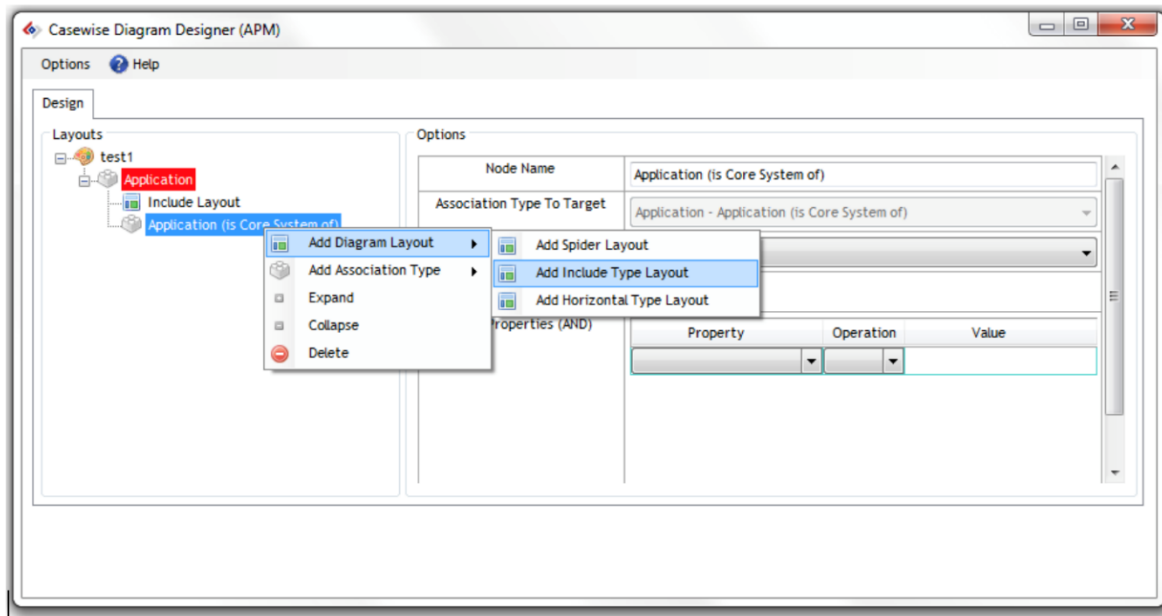 Casewise Diagram Designer (APM)
Options Help
Design
Layouts
test1
Application
Include Layout
Application (is Core System of)
Add Diagram Layout
Add Association Type
Expand
Collapse
Delete
Add Spider Layout
Add Include Type Layout
Add Horizontal Type Layout
Options
Node Name
Application (is Core System of)
Association Type To Target
Application - Application (is Core System of)
Properties (AND)
Property Operation Value